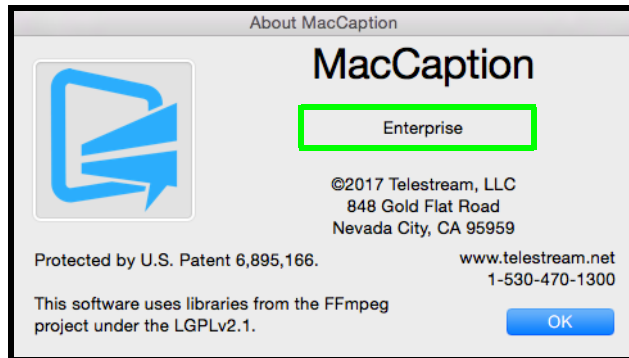 About MacCaption
MacCaption
Enterprise
©2017 Telestream, LLC
848 Gold Flat Road
Nevada City, CA 95959
Protected by U.S. Patent 6,895,166.
www.telestream.net
1-530-470-1300
This software uses libraries from the FFmpeg
project under the LGPLv2.1.
OK